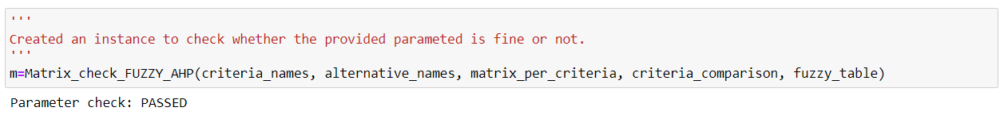 '''
Created an instance to check whether the provided parameted is fine or not.
'''
m=Matrix_check_FUZZY_AHP(criteria_names, alternative_names, matrix_per_criteria, criteria_comparison, fuzzy_table)
Parameter check: PASSED